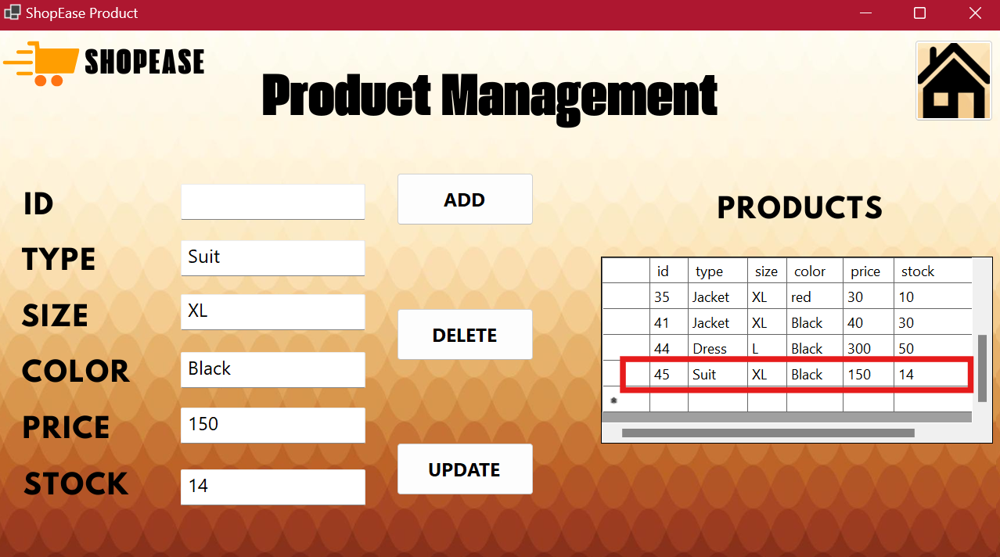 ShopEase Product
SHOPEASE
Product Management
ID
TYPE Suit
SIZE XL
COLOR Black
PRICE 150
STOCK 14
ADD
DELETE
UPDATE
PRODUCTS
id type size color price stock
35 Jacket XL red 30 10
41 Jacket XL Black 40 30
44 Dress L Black 300 50
45 Suit XL Black 150 14